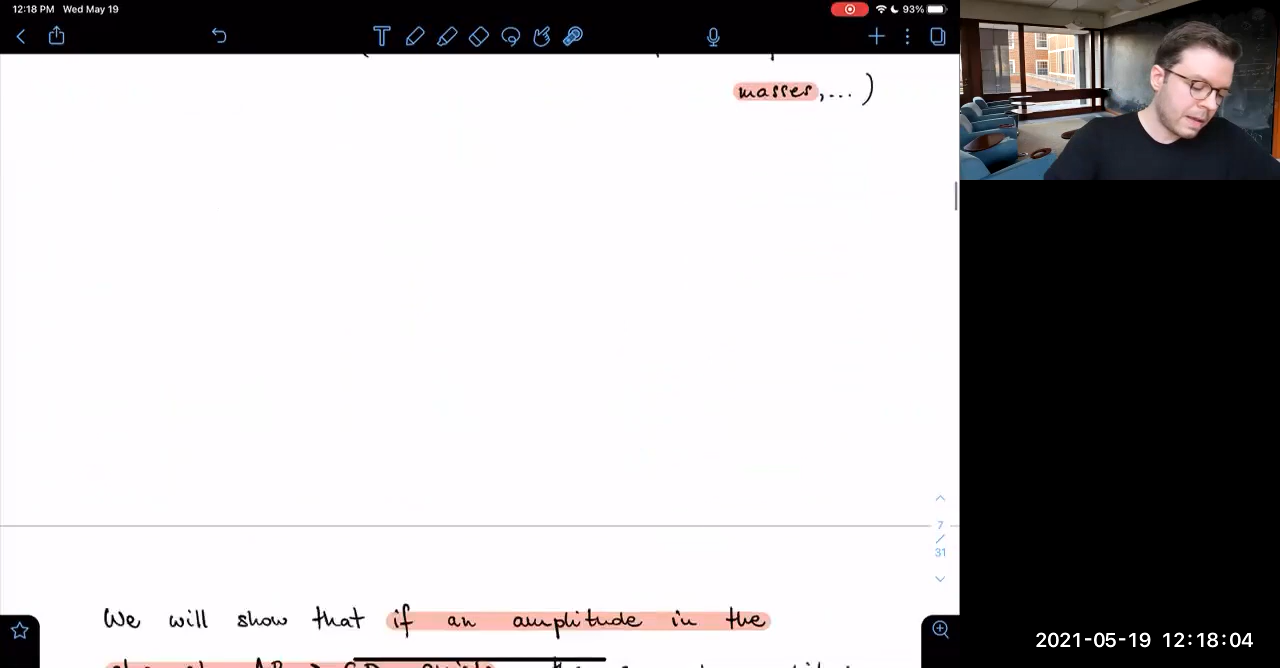 12:18 PM Wed May 19
93%
masses,...)
7
/
31
We will show that if an amplitude in the
2021-05-19 12:18:04